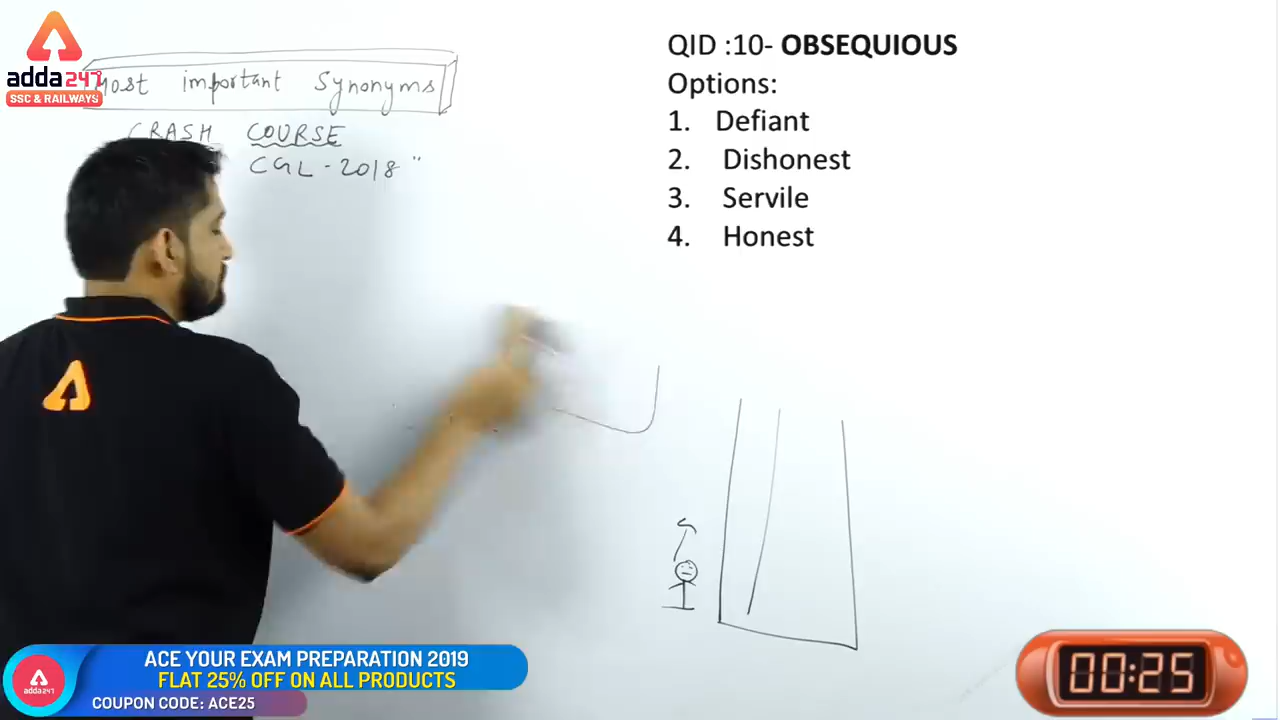 adda247
SSC & RAILWAYS
Most important Synonyms
CRASH COURSE
CGL - 2018 "
QID :10- OBSEQUIOUS
Options:
1. Defiant
2. Dishonest
3. Servile
4. Honest
adda247
ACE YOUR EXAM PREPARATION 2019
FLAT 25% OFF ON ALL PRODUCTS
COUPON CODE: ACE25
00:25